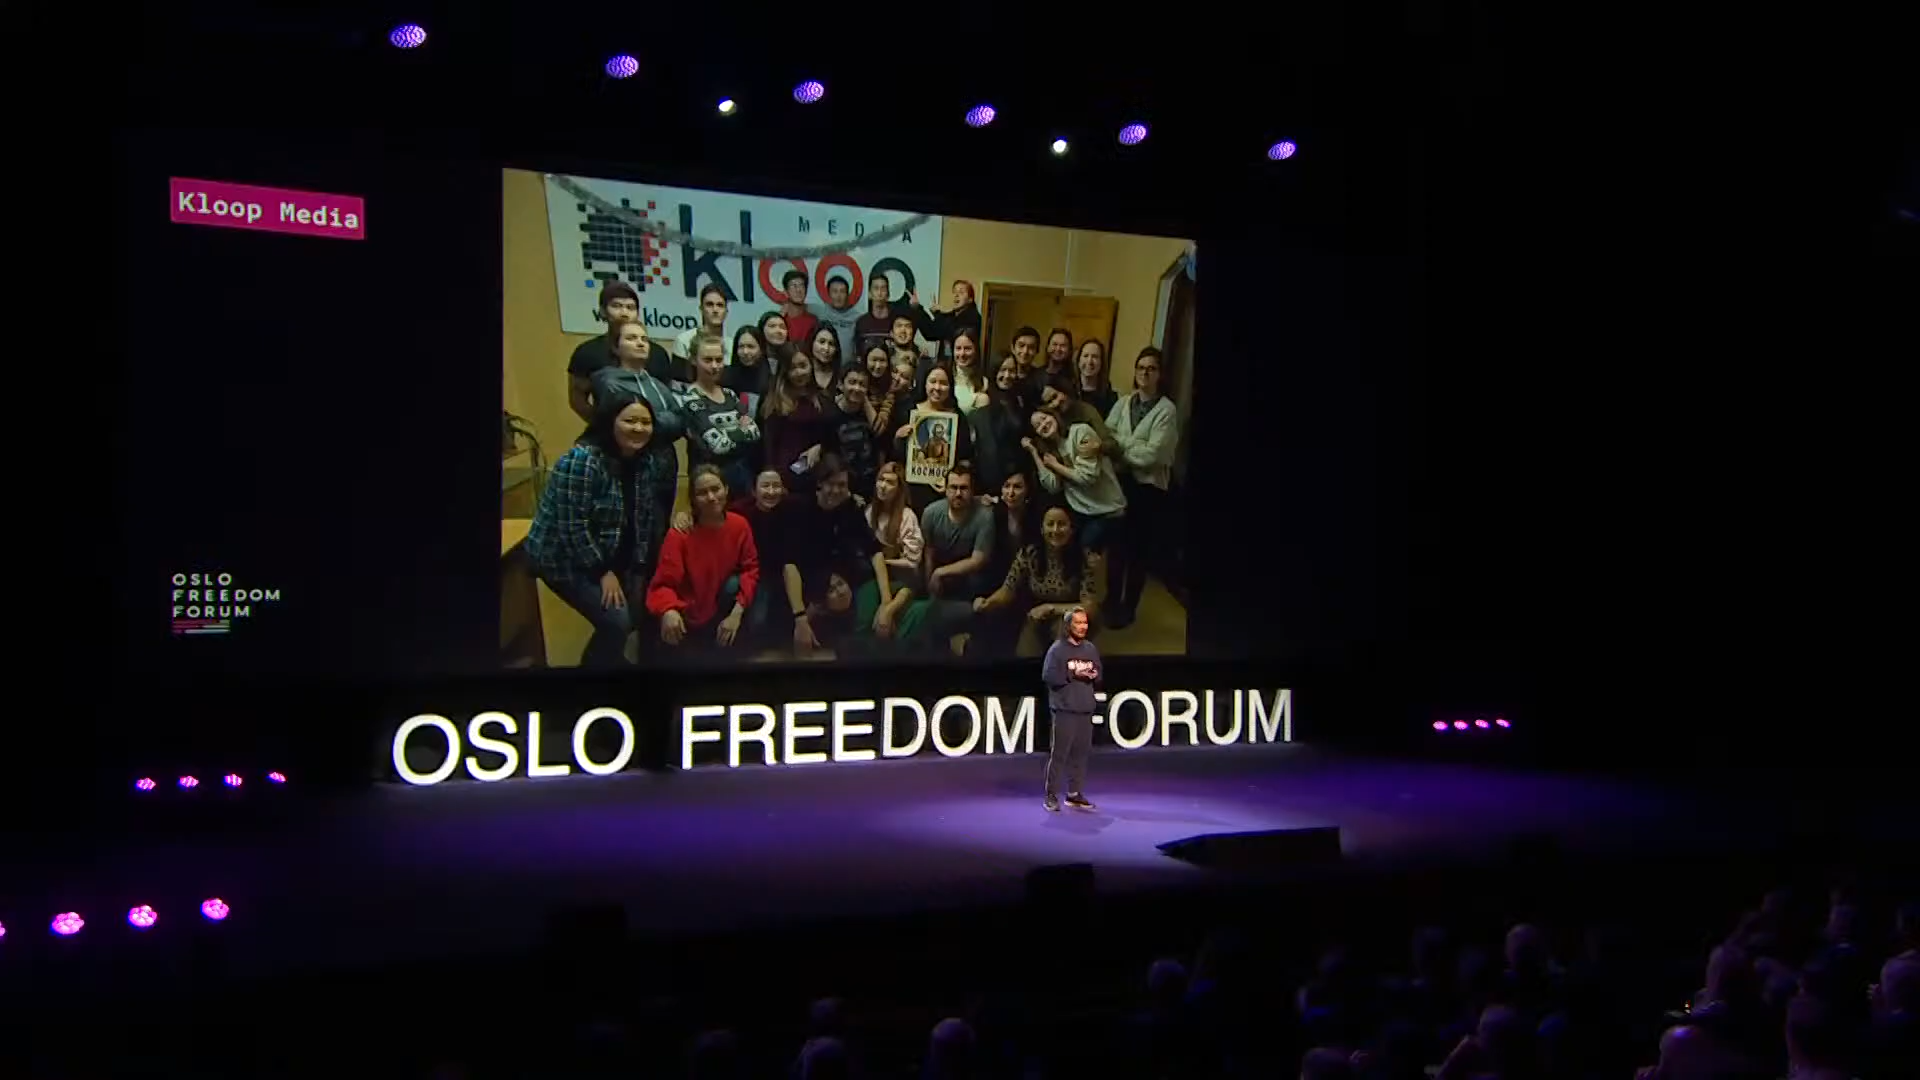 Kloop Media
MEDIA
kloop
kloop
КОСМОС
OSLO
FREEDOM
FORUM
OSLO FREEDOM FORUM